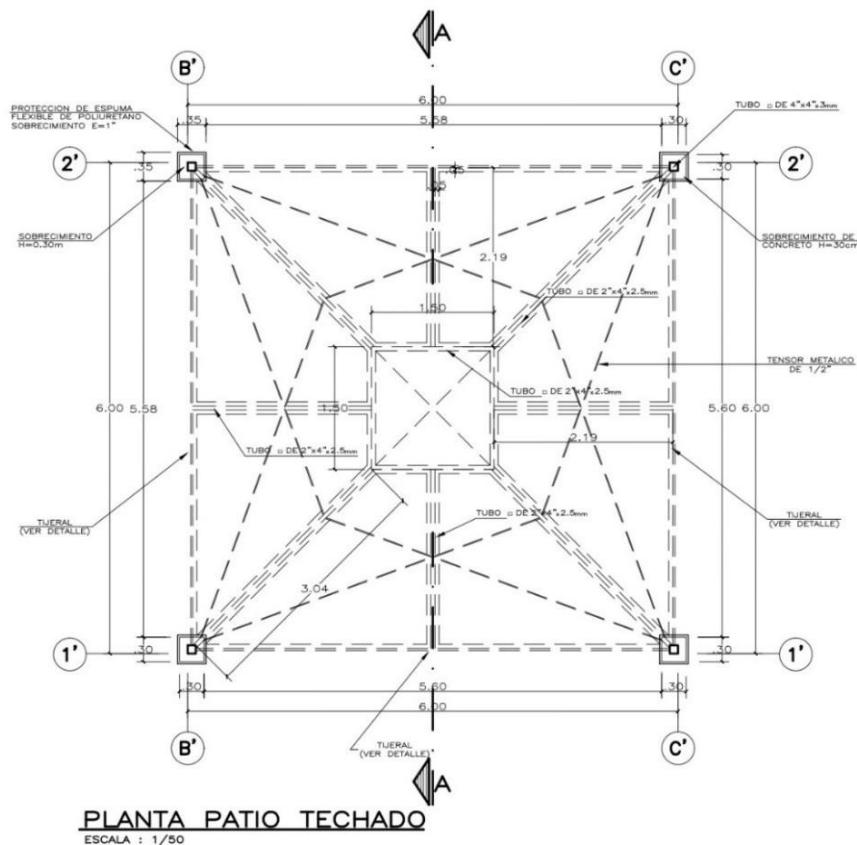 A
B'
C'
6.00
PROTECCION DE ESPUMA
FLEXIBLE DE POLIURETANO
SOBRECIMIENTO E=1"
TUBO □ DE 4"x4"x3mm
.35
5.58
.30
2'
2'
.35
.05
.05
.30
SOBRECIMIENTO
H=0.30m
SOBRECIMIENTO DE
CONCRETO H=30cm
2.19
TUBO □ DE 2"x4"x2.5mm
1.50
TENSOR METALICO
DE 1/2"
TUBO □ DE 2"x4"x2.5mm
6.00
5.58
1.50
5.60
6.00
2.19
TUBO □ DE 2"x4"x2.5mm
TUBO □ DE 2"x4"x2.5mm
TIJERAL
(VER DETALLE)
TIJERAL
(VER DETALLE)
3.04
1'
1'
.30
.30
.30
5.60
.30
6.00
B'
C'
TIJERAL
(VER DETALLE)
A
PLANTA PATIO TECHADO
ESCALA : 1/50